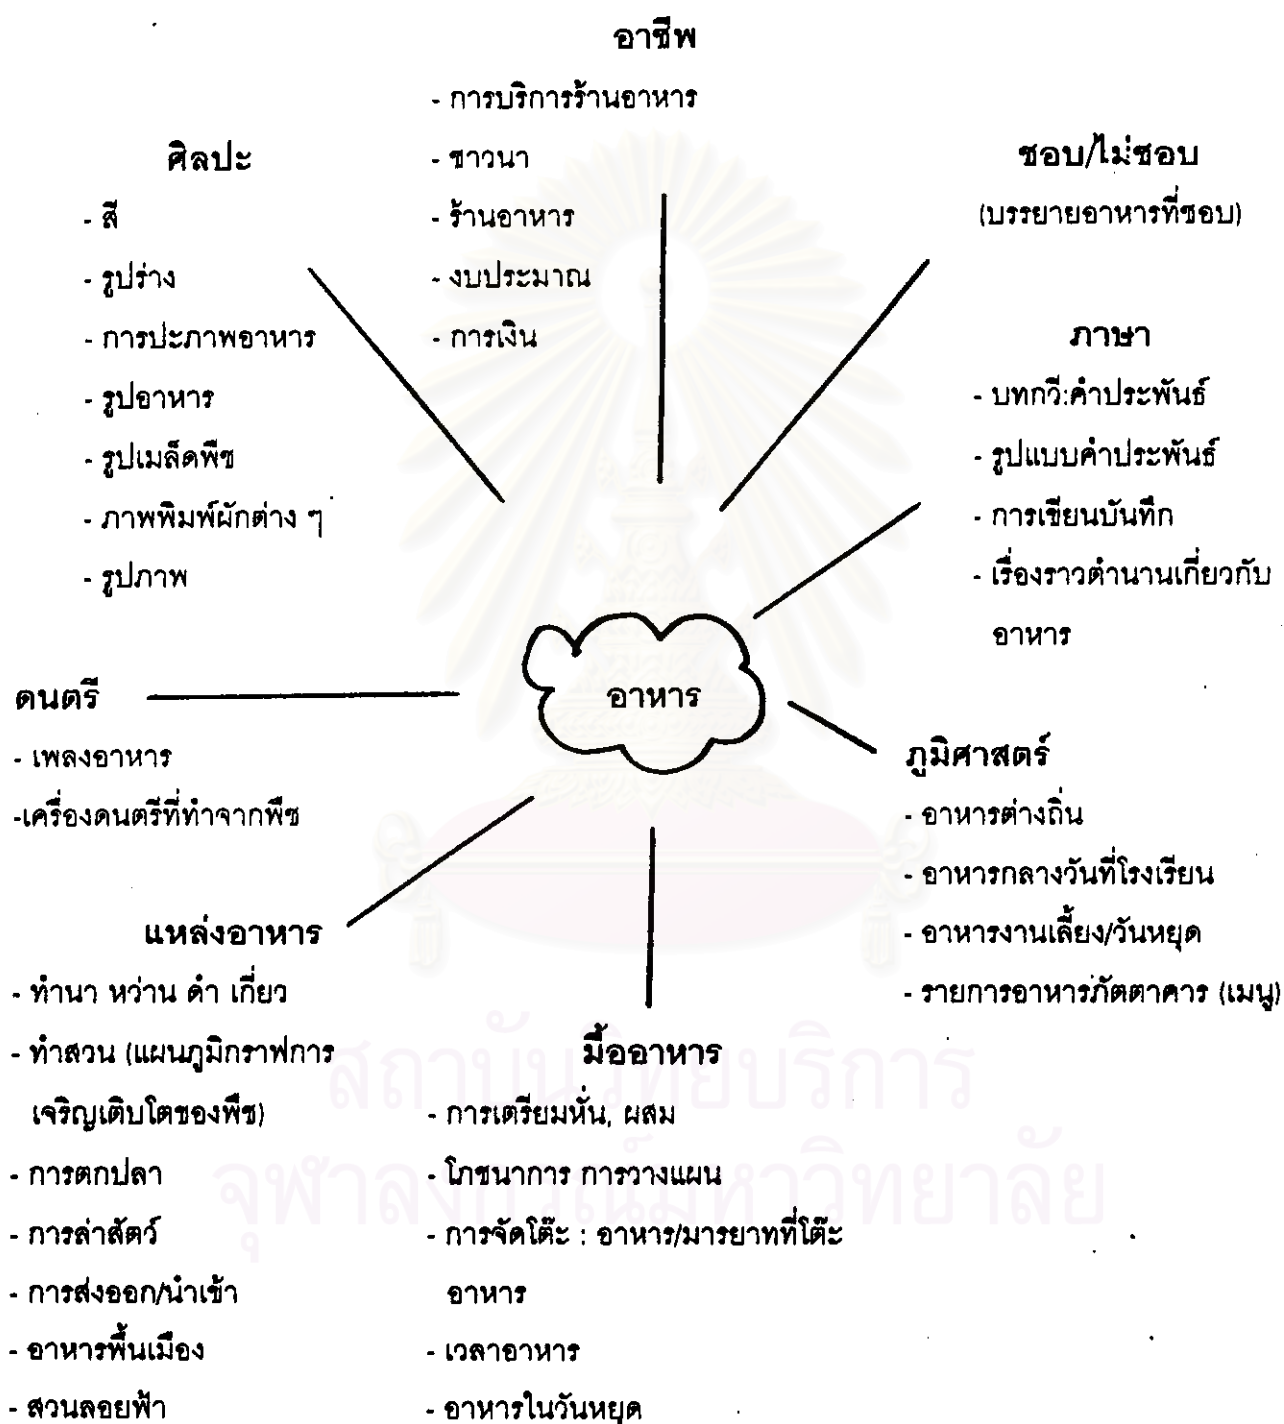 อาชีพ
- การบริการร้านอาหาร
- ชาวนา
- ร้านอาหาร
- งบประมาณ
- การเงิน
ศิลปะ
- สี
- รูปร่าง
- การปะภาพอาหาร
- รูปอาหาร
- รูปเมล็ดพืช
- ภาพพิมพ์ผักต่าง ๆ
- รูปภาพ
ชอบ/ไม่ชอบ
(บรรยายอาหารที่ชอบ)
ภาษา
- บทกวี:คำประพันธ์
- รูปแบบคำประพันธ์
- การเขียนบันทึก
- เรื่องราวตำนานเกี่ยวกับ
อาหาร
อาหาร
ดนตรี
- เพลงอาหาร
-เครื่องดนตรีที่ทำจากพืช
ภูมิศาสตร์
- อาหารต่างถิ่น
- อาหารกลางวันที่โรงเรียน
- อาหารงานเลี้ยง/วันหยุด
- รายการอาหารภัตตาคาร (เมนู)
แหล่งอาหาร
- ทำนา หว่าน ดำ เกี่ยว
- ทำสวน (แผนภูมิกราฟการ
เจริญเติบโตของพืช)
- การตกปลา
- การล่าสัตว์
- การส่งออก/นำเข้า
- อาหารพื้นเมือง
- สวนลอยฟ้า
มื้ออาหาร
- การเตรียมหั่น, ผสม
- โภชนาการ การวางแผน
- การจัดโต๊ะ : อาหาร/มารยาทที่โต๊ะ
อาหาร
- เวลาอาหาร
- อาหารในวันหยุด
สถาบันวิทยบริการ
จุฬาลงกรณ์มหาวิทยาลัย